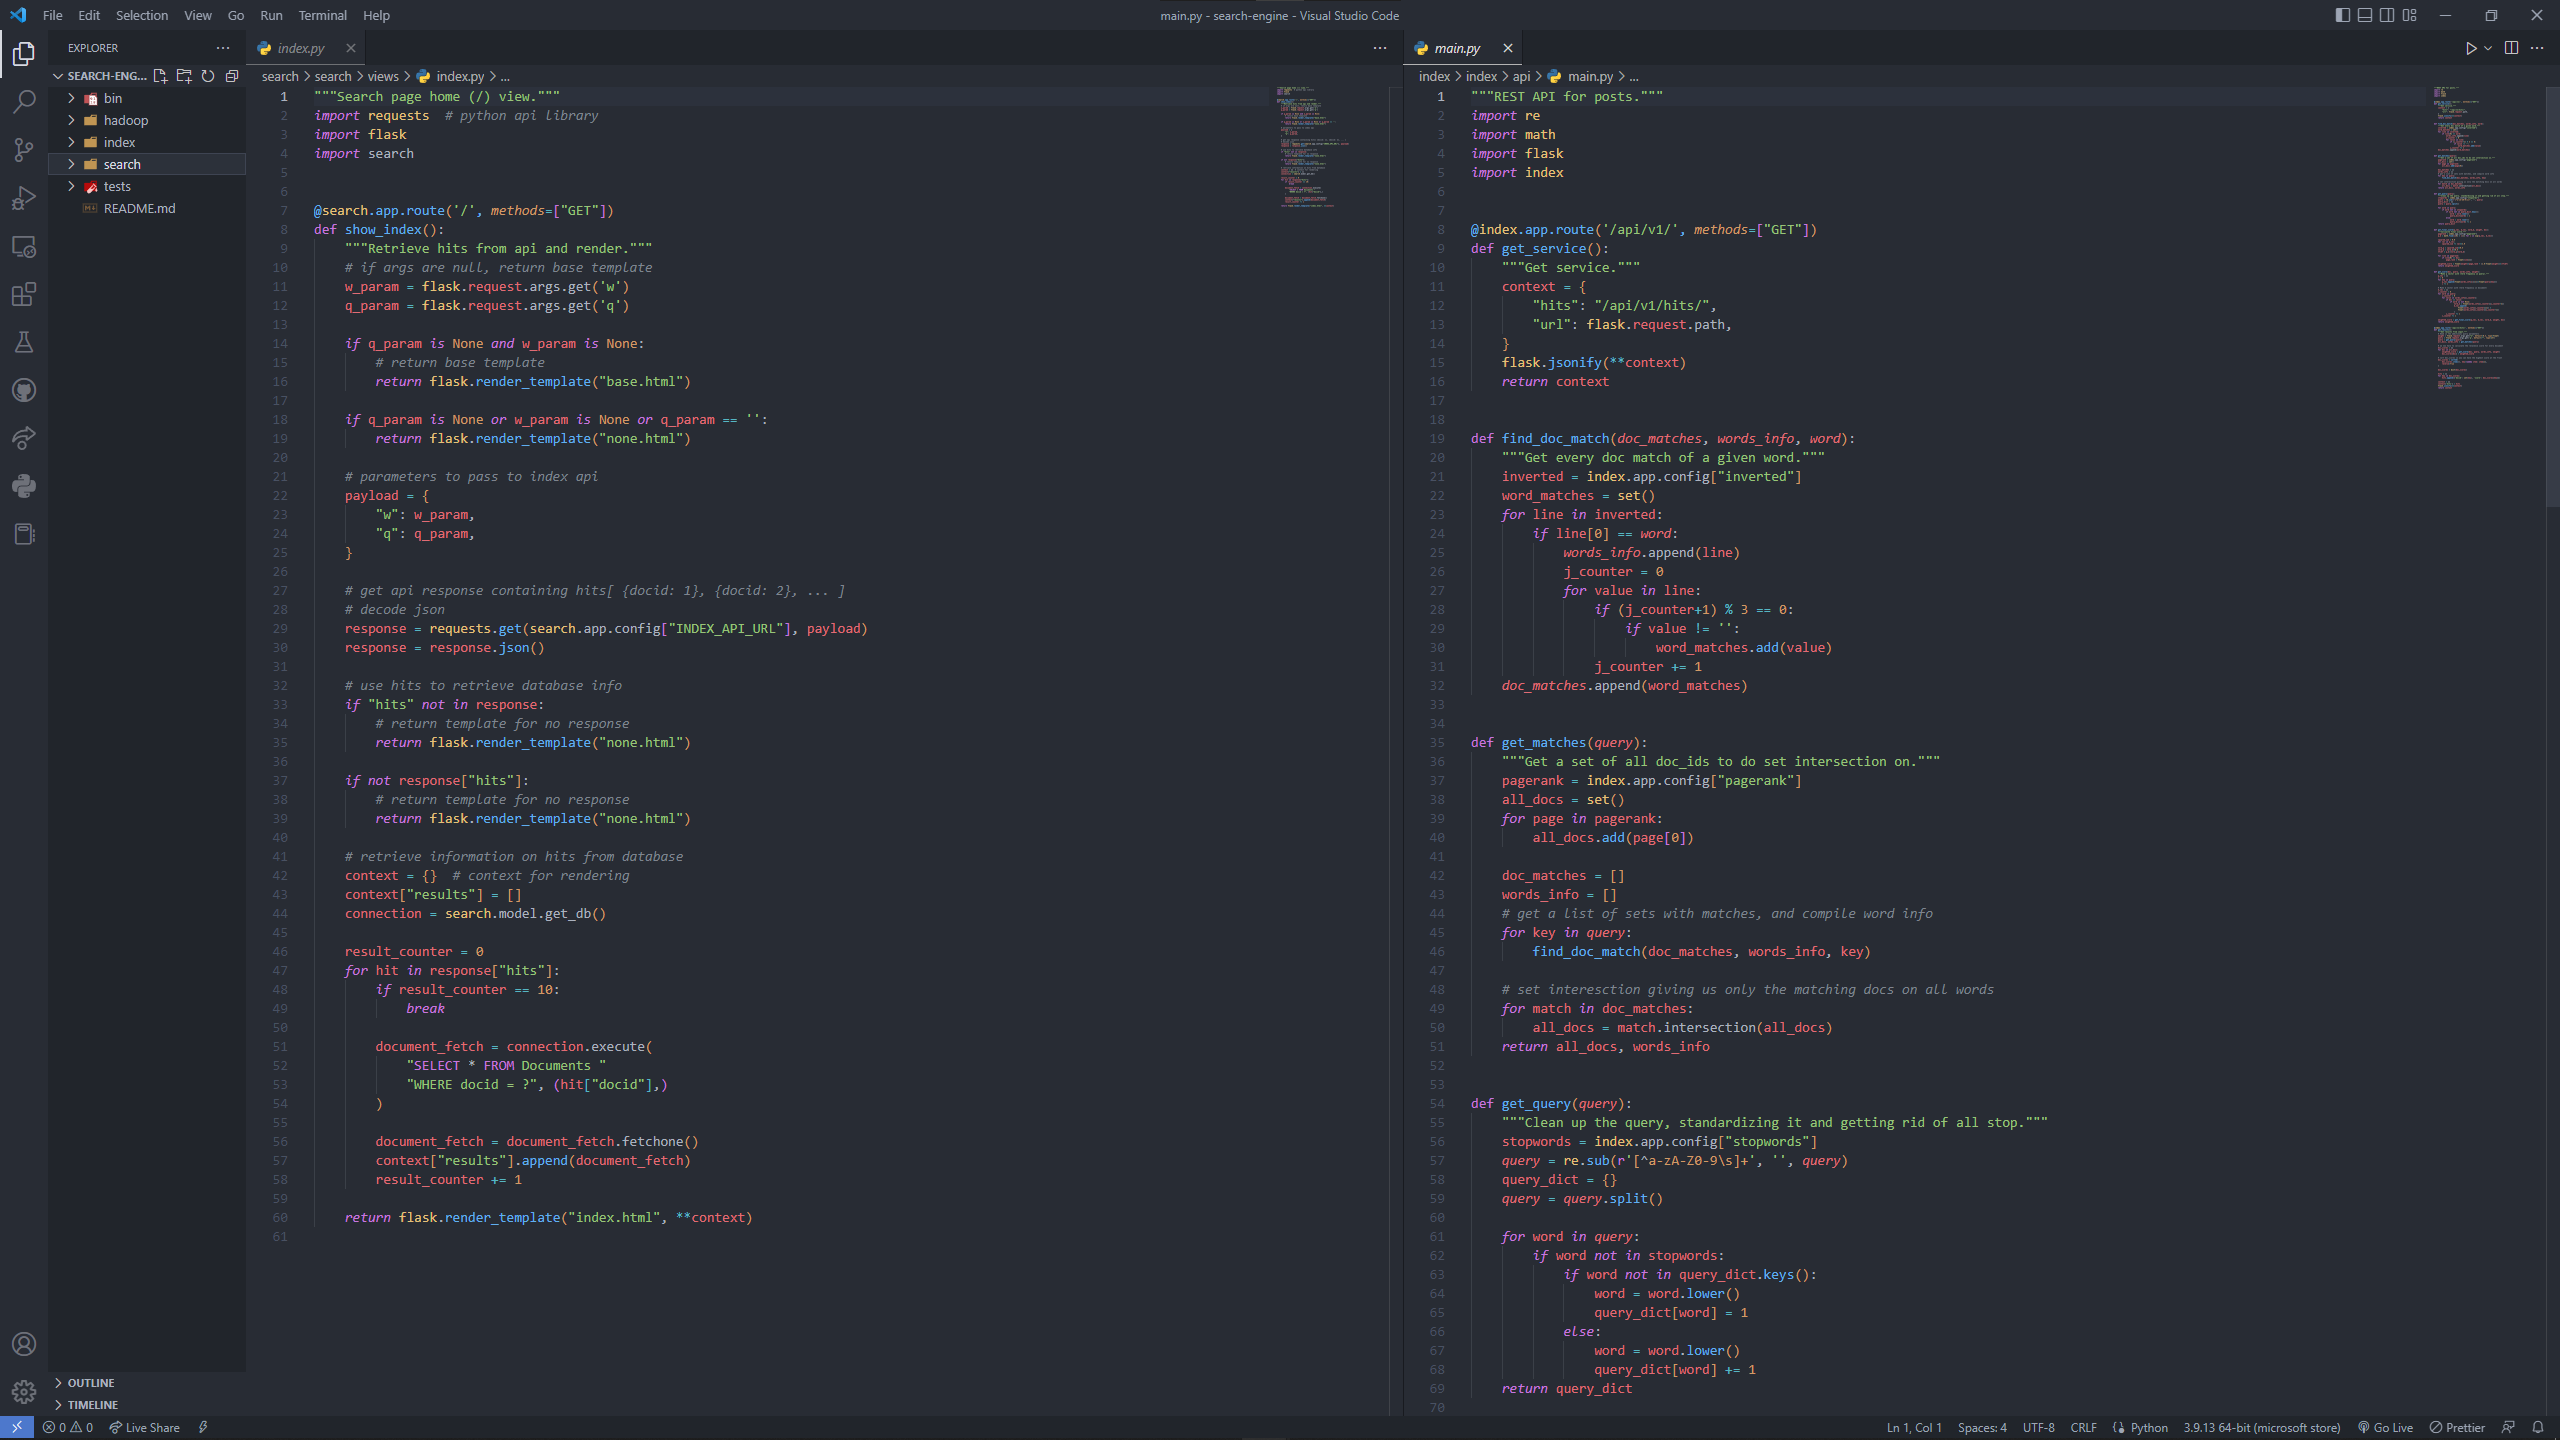 File Edit Selection View Go Run Terminal Help
main.py - search-engine - Visual Studio Code
EXPLORER
SEARCH-ENG...
bin
hadoop
index
search
tests
README.md
OUTLINE
TIMELINE
index.py
search > search > views > index.py > ...
1 """Search page home (/) view."""
2 import requests  # python api library
3 import flask
4 import search
5
6
7 @search.app.route('/', methods=["GET"])
8 def show_index():
9     """Retrieve hits from api and render."""
10     # if args are null, return base template
11     w_param = flask.request.args.get('w')
12     q_param = flask.request.args.get('q')
13
14     if q_param is None and w_param is None:
15         # return base template
16         return flask.render_template("base.html")
17
18     if q_param is None or w_param is None or q_param == '':
19         return flask.render_template("none.html")
20
21     # parameters to pass to index api
22     payload = {
23         "w": w_param,
24         "q": q_param,
25     }
26
27     # get api response containing hits[ {docid: 1}, {docid: 2}, ... ]
28     # decode json
29     response = requests.get(search.app.config["INDEX_API_URL"], payload)
30     response = response.json()
31
32     # use hits to retrieve database info
33     if "hits" not in response:
34         # return template for no response
35         return flask.render_template("none.html")
36
37     if not response["hits"]:
38         # return template for no response
39         return flask.render_template("none.html")
40
41     # retrieve information on hits from database
42     context = {}  # context for rendering
43     context["results"] = []
44     connection = search.model.get_db()
45
46     result_counter = 0
47     for hit in response["hits"]:
48         if result_counter == 10:
49             break
50
51         document_fetch = connection.execute(
52             "SELECT * FROM Documents "
53             "WHERE docid = ?", (hit["docid"],)
54         )
55
56         document_fetch = document_fetch.fetchone()
57         context["results"].append(document_fetch)
58         result_counter += 1
59
60     return flask.render_template("index.html", **context)
61
main.py
index > index > api > main.py > ...
1 """REST API for posts."""
2 import re
3 import math
4 import flask
5 import index
6
7
8 @index.app.route('/api/v1/', methods=["GET"])
9 def get_service():
10     """Get service."""
11     context = {
12         "hits": "/api/v1/hits/",
13         "url": flask.request.path,
14     }
15     flask.jsonify(**context)
16     return context
17
18
19 def find_doc_match(doc_matches, words_info, word):
20     """Get every doc match of a given word."""
21     inverted = index.app.config["inverted"]
22     word_matches = set()
23     for line in inverted:
24         if line[0] == word:
25             words_info.append(line)
26             j_counter = 0
27             for value in line:
28                 if (j_counter+1) % 3 == 0:
29                     if value != '':
30                         word_matches.add(value)
31                 j_counter += 1
32     doc_matches.append(word_matches)
33
34
35 def get_matches(query):
36     """Get a set of all doc_ids to do set intersection on."""
37     pagerank = index.app.config["pagerank"]
38     all_docs = set()
39     for page in pagerank:
40         all_docs.add(page[0])
41
42     doc_matches = []
43     words_info = []
44     # get a list of sets with matches, and compile word info
45     for key in query:
46         find_doc_match(doc_matches, words_info, key)
47
48     # set interesction giving us only the matching docs on all words
49     for match in doc_matches:
50         all_docs = match.intersection(all_docs)
51     return all_docs, words_info
52
53
54 def get_query(query):
55     """Clean up the query, standardizing it and getting rid of all stop."""
56     stopwords = index.app.config["stopwords"]
57     query = re.sub(r'[^a-zA-Z0-9\s]+', '', query)
58     query_dict = {}
59     query = query.split()
60
61     for word in query:
62         if word not in stopwords:
63             if word not in query_dict.keys():
64                 word = word.lower()
65                 query_dict[word] = 1
66             else:
67                 word = word.lower()
68                 query_dict[word] += 1
69     return query_dict
70
0 0 Live Share
Ln 1, Col 1 Spaces: 4 UTF-8 CRLF Python 3.9.13 64-bit (microsoft store) Go Live Prettier